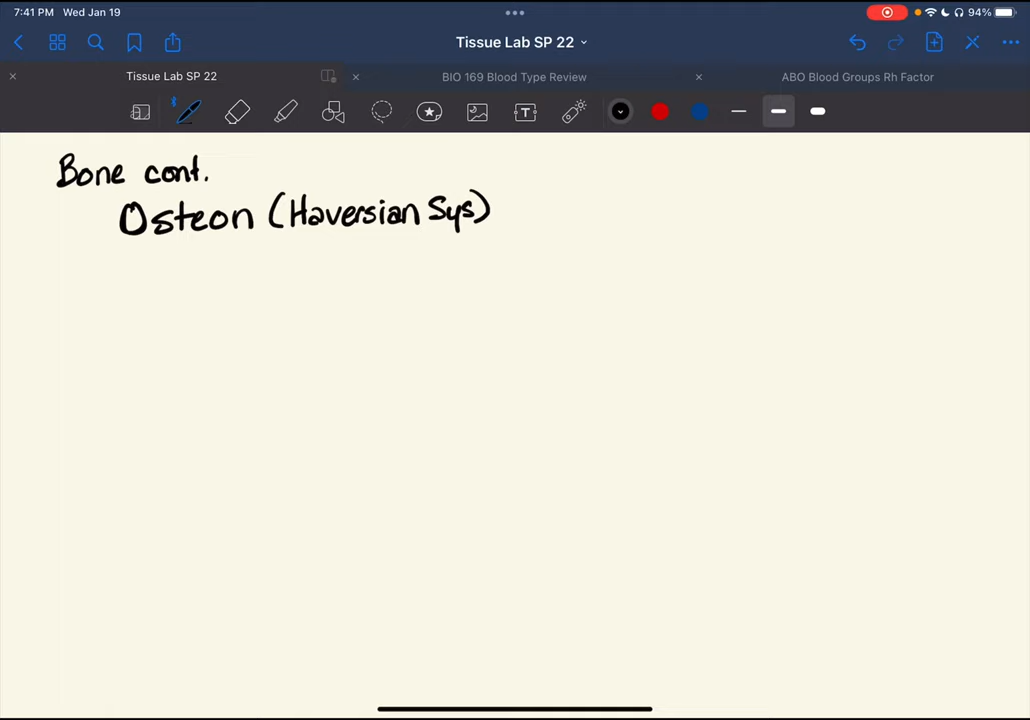 7:41 PM Wed Jan 19
94%
Tissue Lab SP 22
Tissue Lab SP 22
BIO 169 Blood Type Review
ABO Blood Groups Rh Factor
Bone cont.
Osteon (Haversian Sys)